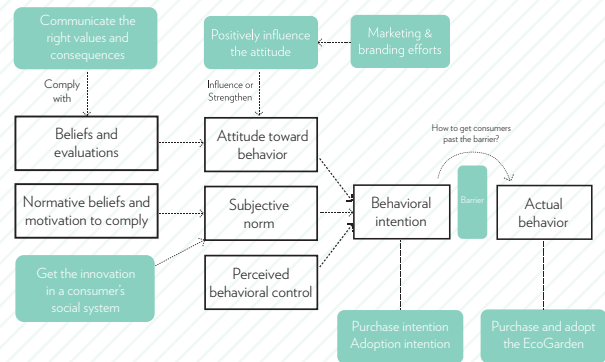 Communicate the
right values and
consequences
Positively influence
the attitude
Marketing &
branding efforts
Comply
with
Influence or
Strengthen
Beliefs and
evaluations
Attitude toward
behavior
How to get consumers
past the barrier?
Normative beliefs and
motivation to comply
Subjective
norm
Behavioral
intention
Barrier
Actual
behavior
Get the innovation
in a consumer's
social system
Perceived
behavioral control
Purchase intention
Adoption intention
Purchase and adopt
the EcoGarden